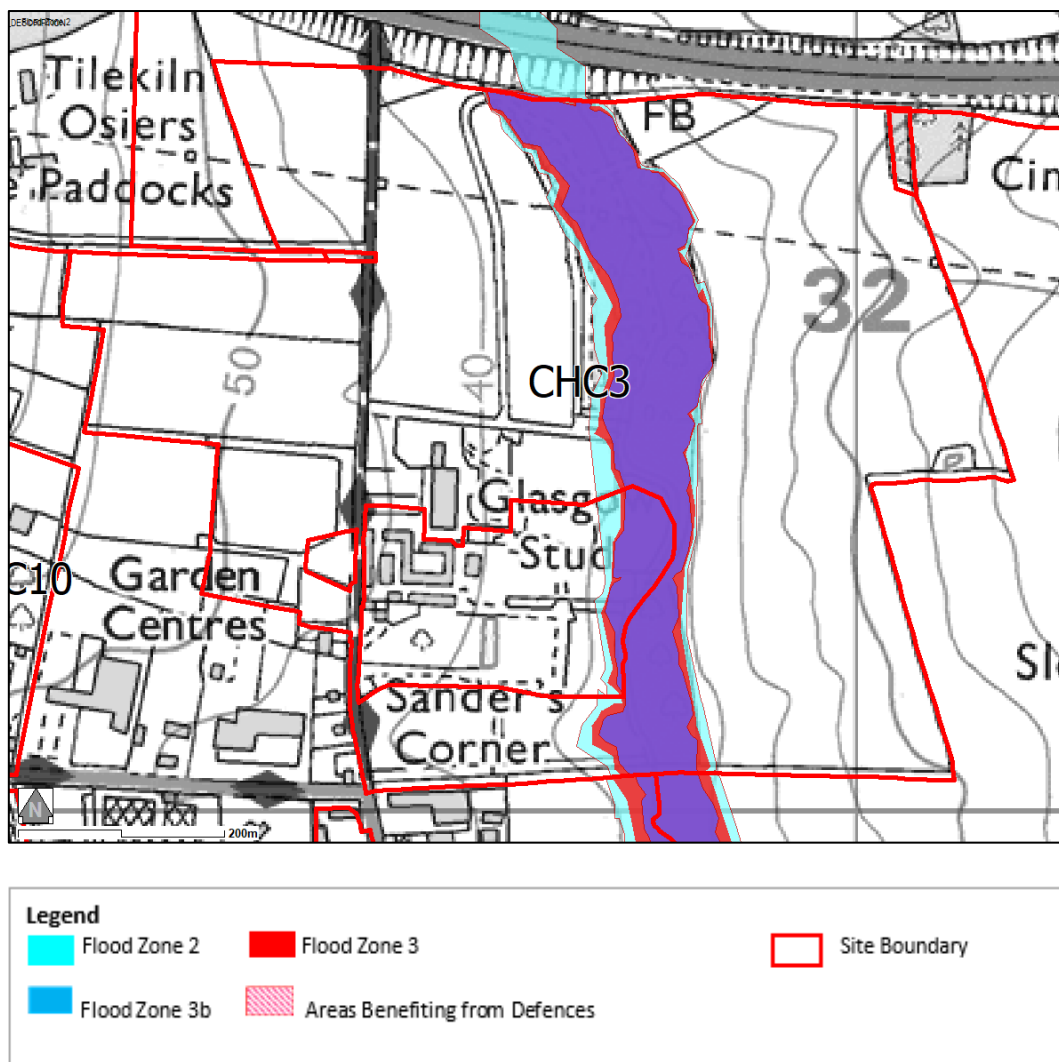 Tilekiln
Osiers
Paddocks
FB
Cin
32
50
40
CHC3
Glasg
Stud
C10
Garden
Centres
Sander's
Corner
Sl
N
200m
Legend
Flood Zone 2
Flood Zone 3
Site Boundary
Flood Zone 3b
Areas Benefiting from Defences